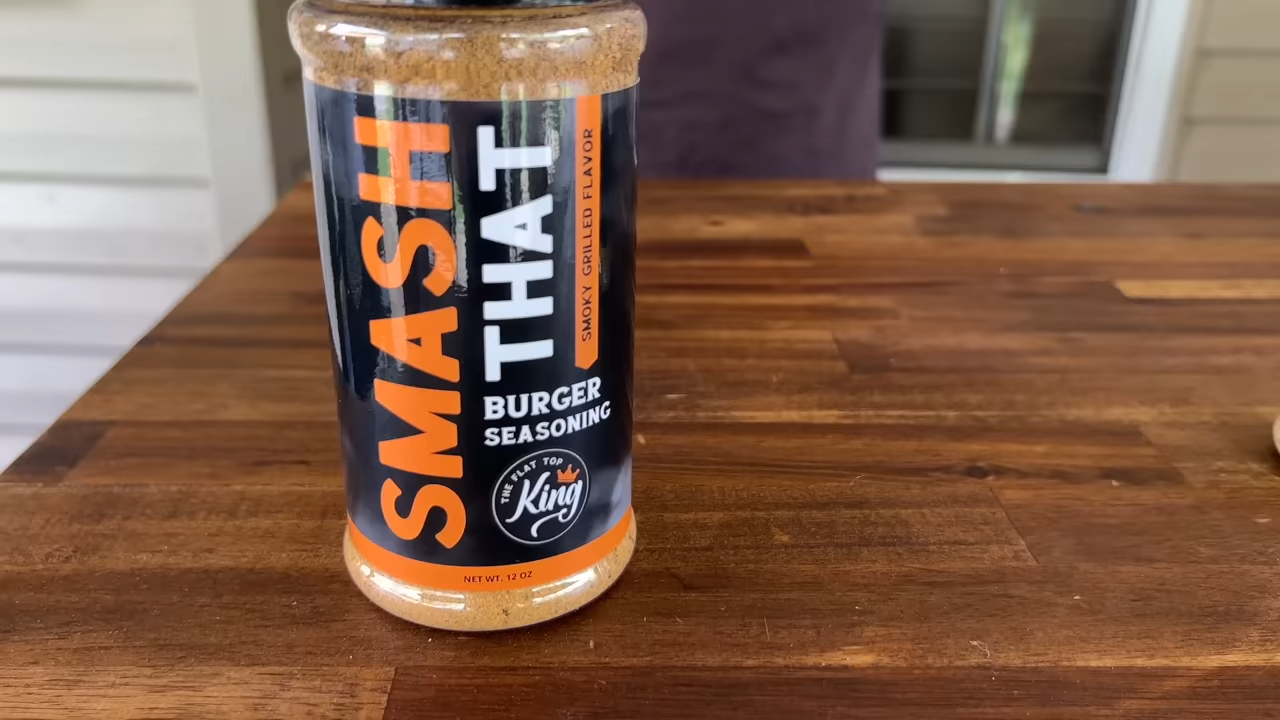 SMASH
THAT
SMOKY GRILLED FLAVOR
BURGER
SEASONING
THE FLAT TOP
King
NET WT. 12 OZ